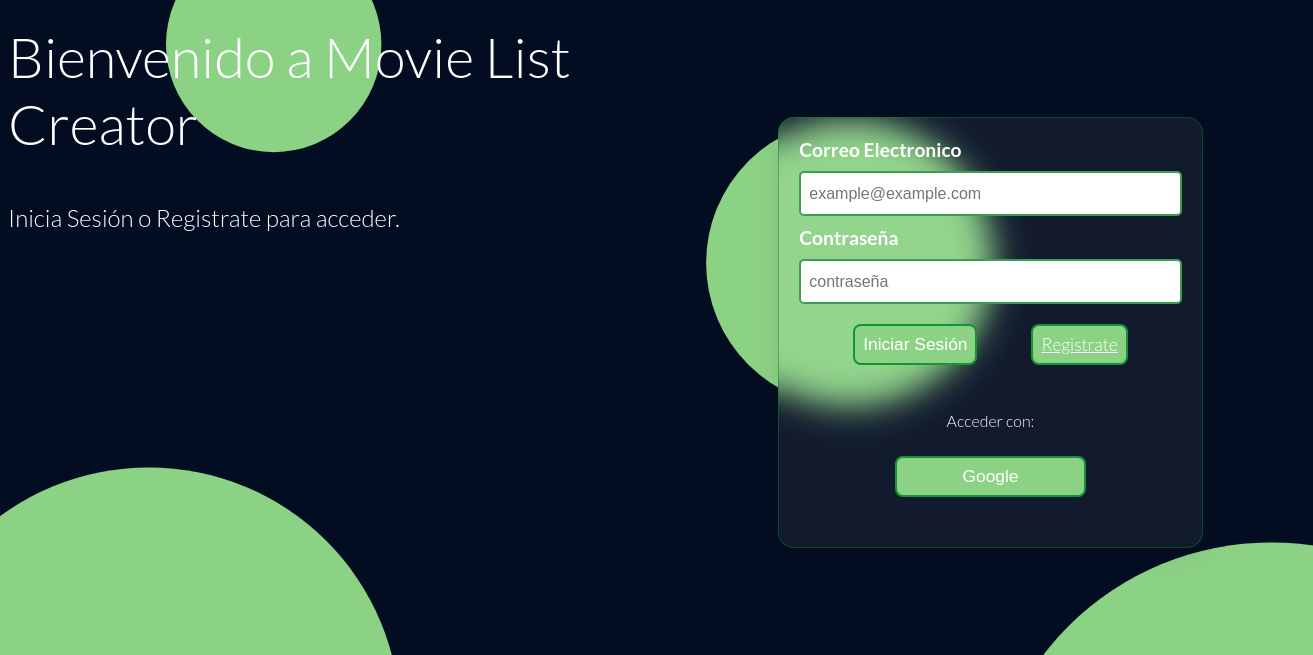 Bienvenido a Movie List
Creator
Inicia Sesión o Registrate para acceder.
Correo Electronico
example@example.com
Contraseña
contraseña
Iniciar Sesión
Registrate
Acceder con:
Google